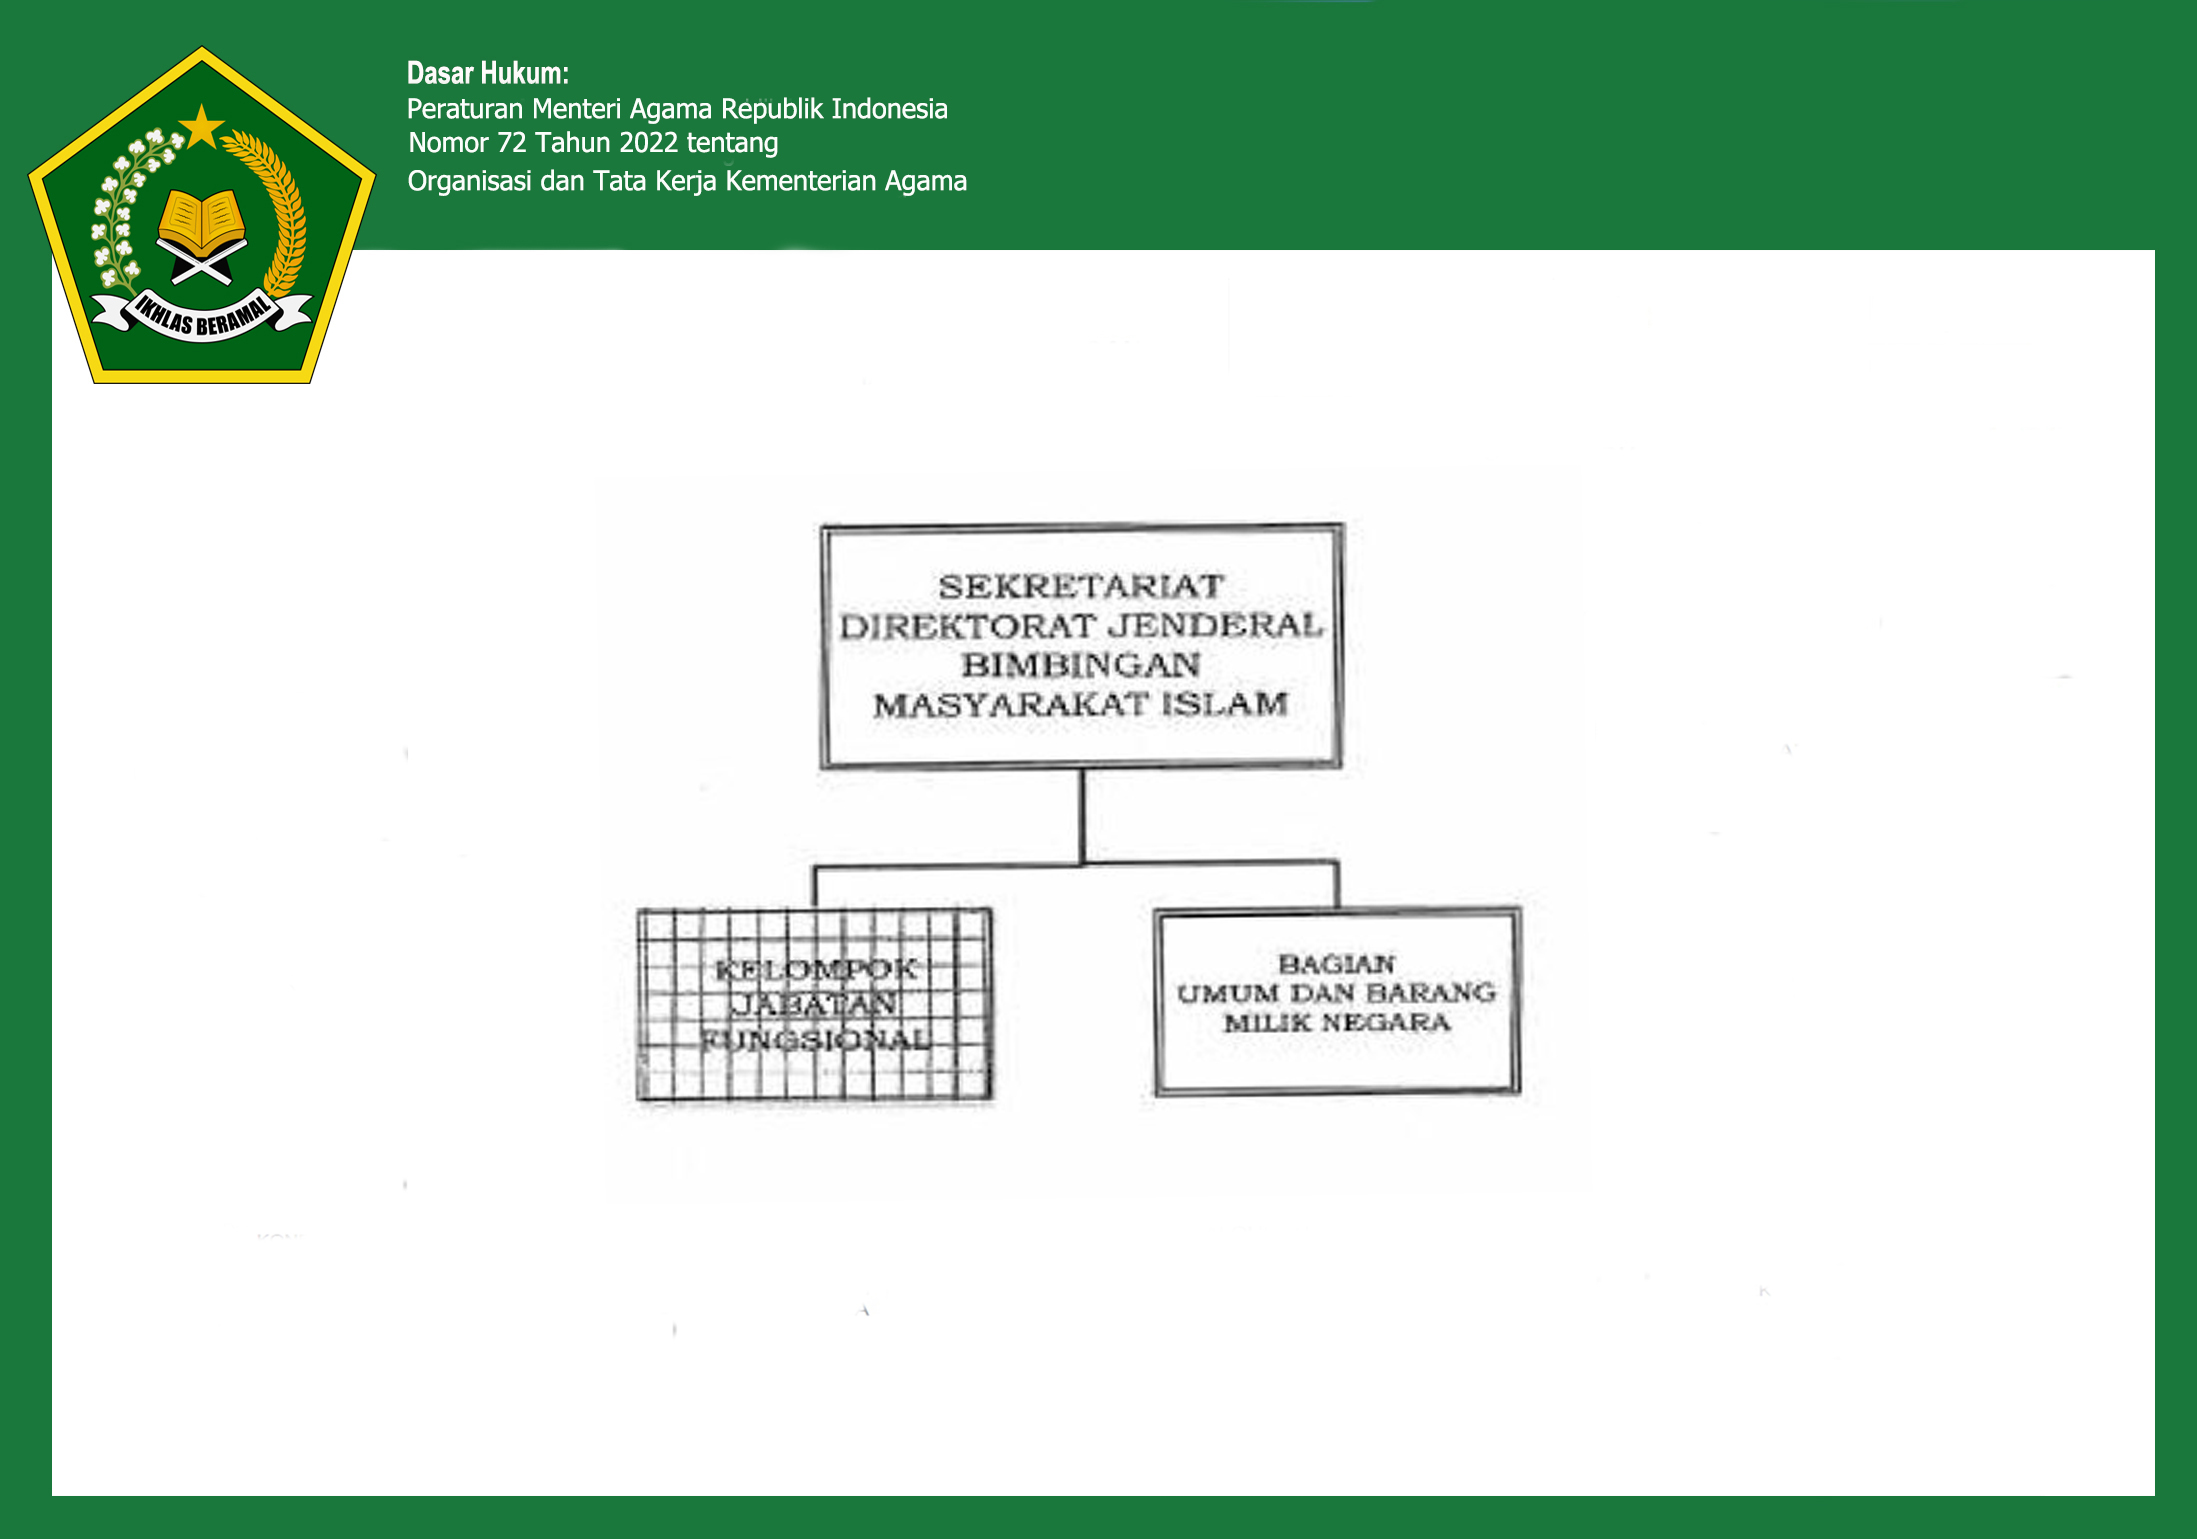 Dasar Hukum:
Peraturan Menteri Agama Republik Indonesia
Nomor 72 Tahun 2022 tentang
Organisasi dan Tata Kerja Kementerian Agama
IKHLAS BERAMAL
SEKRETARIAT
DIREKTORAT JENDERAL
BIMBINGAN
MASYARAKAT ISLAM
KELOMPOK
JABATAN
FUNGSIONAL
BAGIAN
UMUM DAN BARANG
MILIK NEGARA